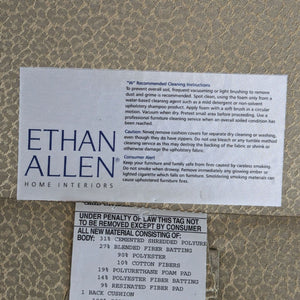 "W" Recommended Cleaning Instructions
To prevent overall soil, frequent vacuuming or light brushing to remove
dust and grime is recommended. Spot clean, using the foam only from a
water-based cleaning agent such as a mild detergent or non-solvent
upholstery shampoo product. Apply foam with a soft brush in a circular
motion. Vacuum when dry. Pretest small area before proceeding. Use a
professional furniture cleaning service when an overall soiled condition has
been reached.
Caution: Never remove cushion covers for separate dry cleaning or washing,
even though they do have zippers. Do not use bleach or any tumble method
cleaning service as this may destroy the backing of the fabric or shrink or
otherwise damage the upholstery fabric.
Consumer Alert
Keep your furniture and family safe from fires caused by careless smoking.
Do not smoke when drowsy. Remove immediately any growing ember or
lighted cigarette which falls on furniture. Smoldering smoking materials can
cause upholstered furniture fires.
ETHAN
ALLEN®
HOME INTERIORS
UNDER PENALTY OF LAW THIS TAG NOT
TO BE REMOVED EXCEPT BY CONSUMER
ALL NEW MATERIAL CONSISTING OF:
BODY: 31% CEMENTED SHREDDED POLYURE
27% BLENDED FIBER BATTING
90% POLYESTER
10% COTTON FIBERS
19% POLYURETHANE FOAM PAD
14% POLYESTER FIBER BATTING
9% RESINATED FIBER PAD
1 BACK CUSHION